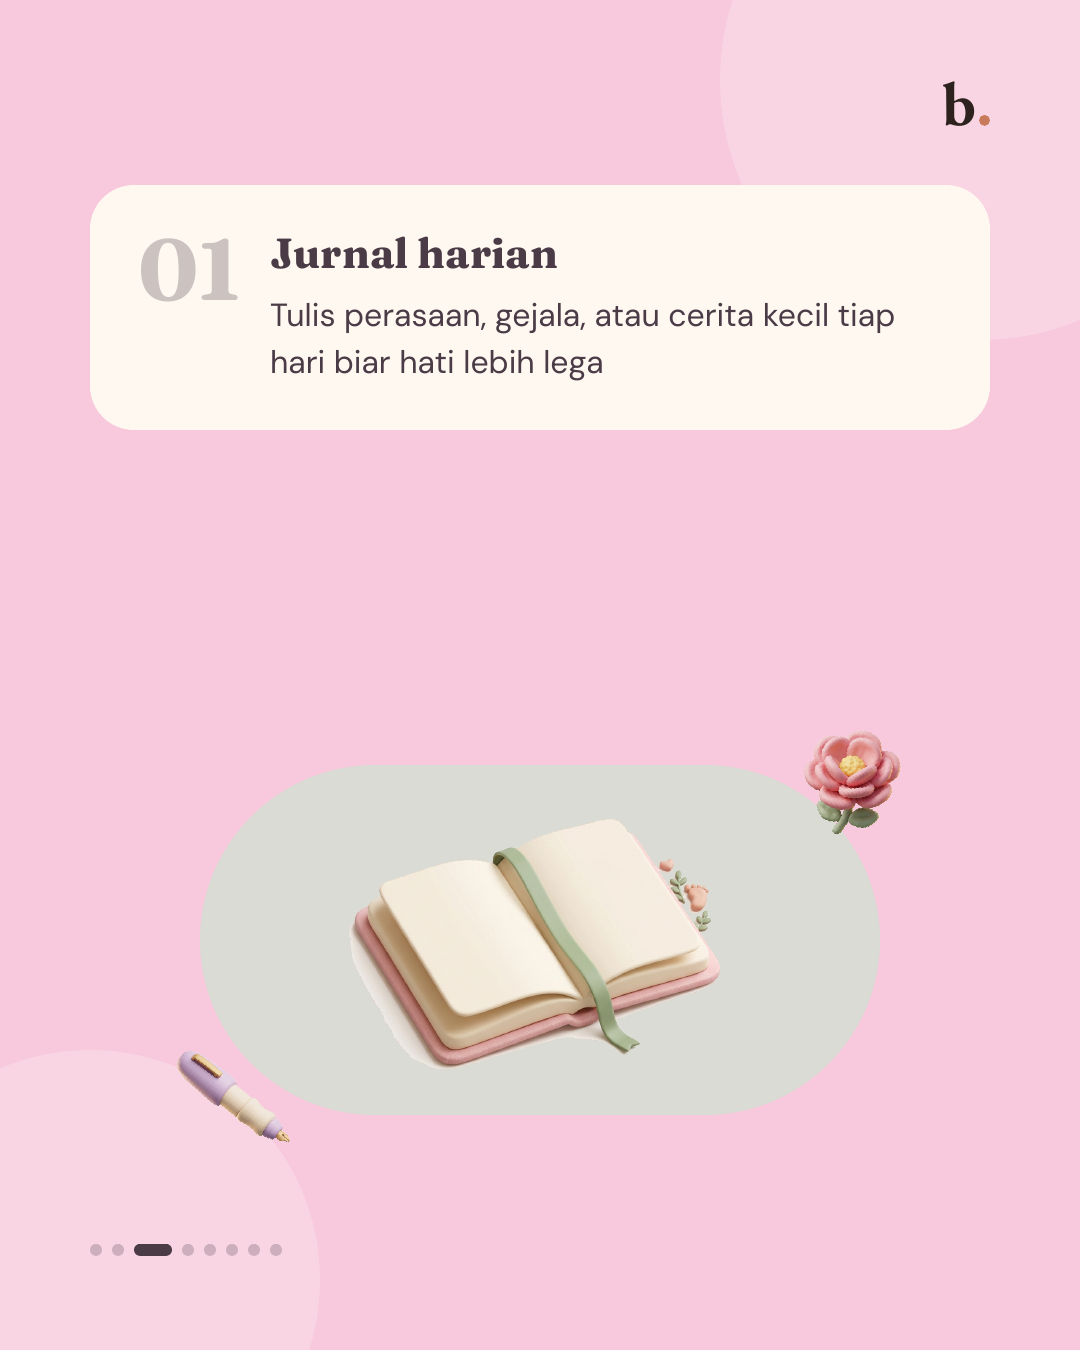 b.
01
Jurnal harian
Tulis perasaan, gejala, atau cerita kecil tiap
hari biar hati lebih lega